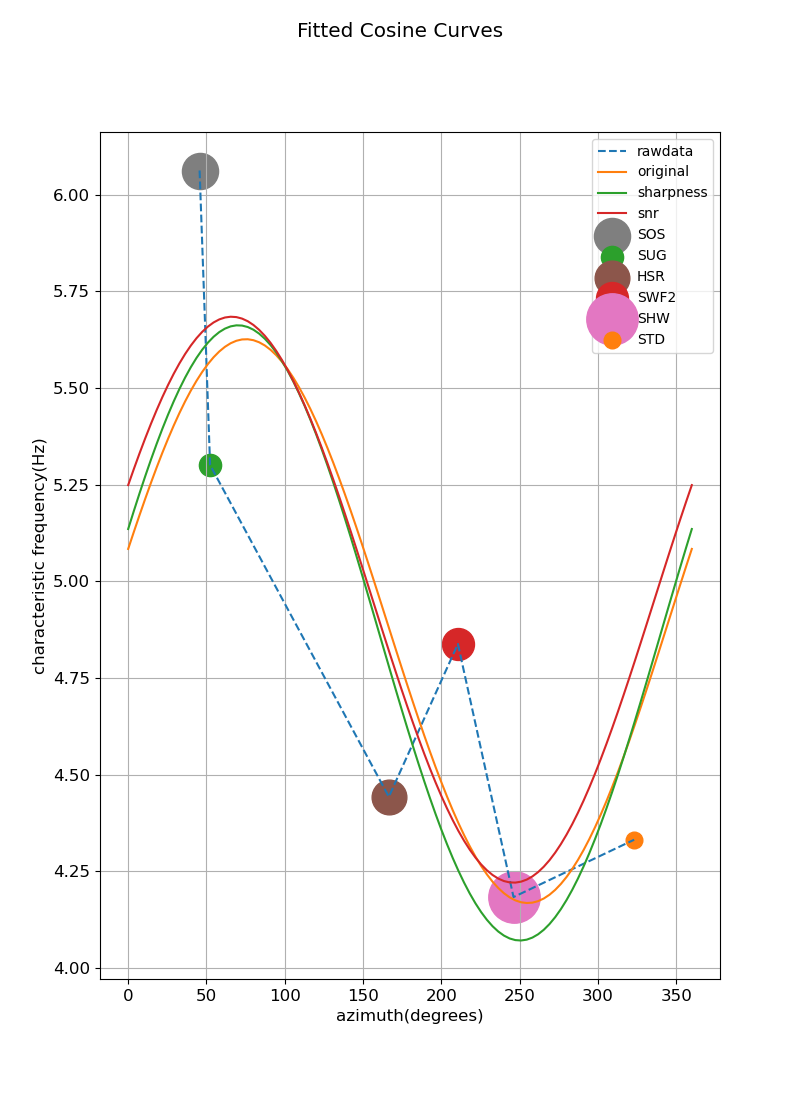 Fitted Cosine Curves
6.00
5.75
5.50
5.25
5.00
4.75
4.50
4.25
4.00
characteristic frequency(Hz)
rawdata
original
sharpness
snr
SOS
SUG
HSR
SWF2
SHW
STD
0 50 100 150 200 250 300 350
azimuth(degrees)